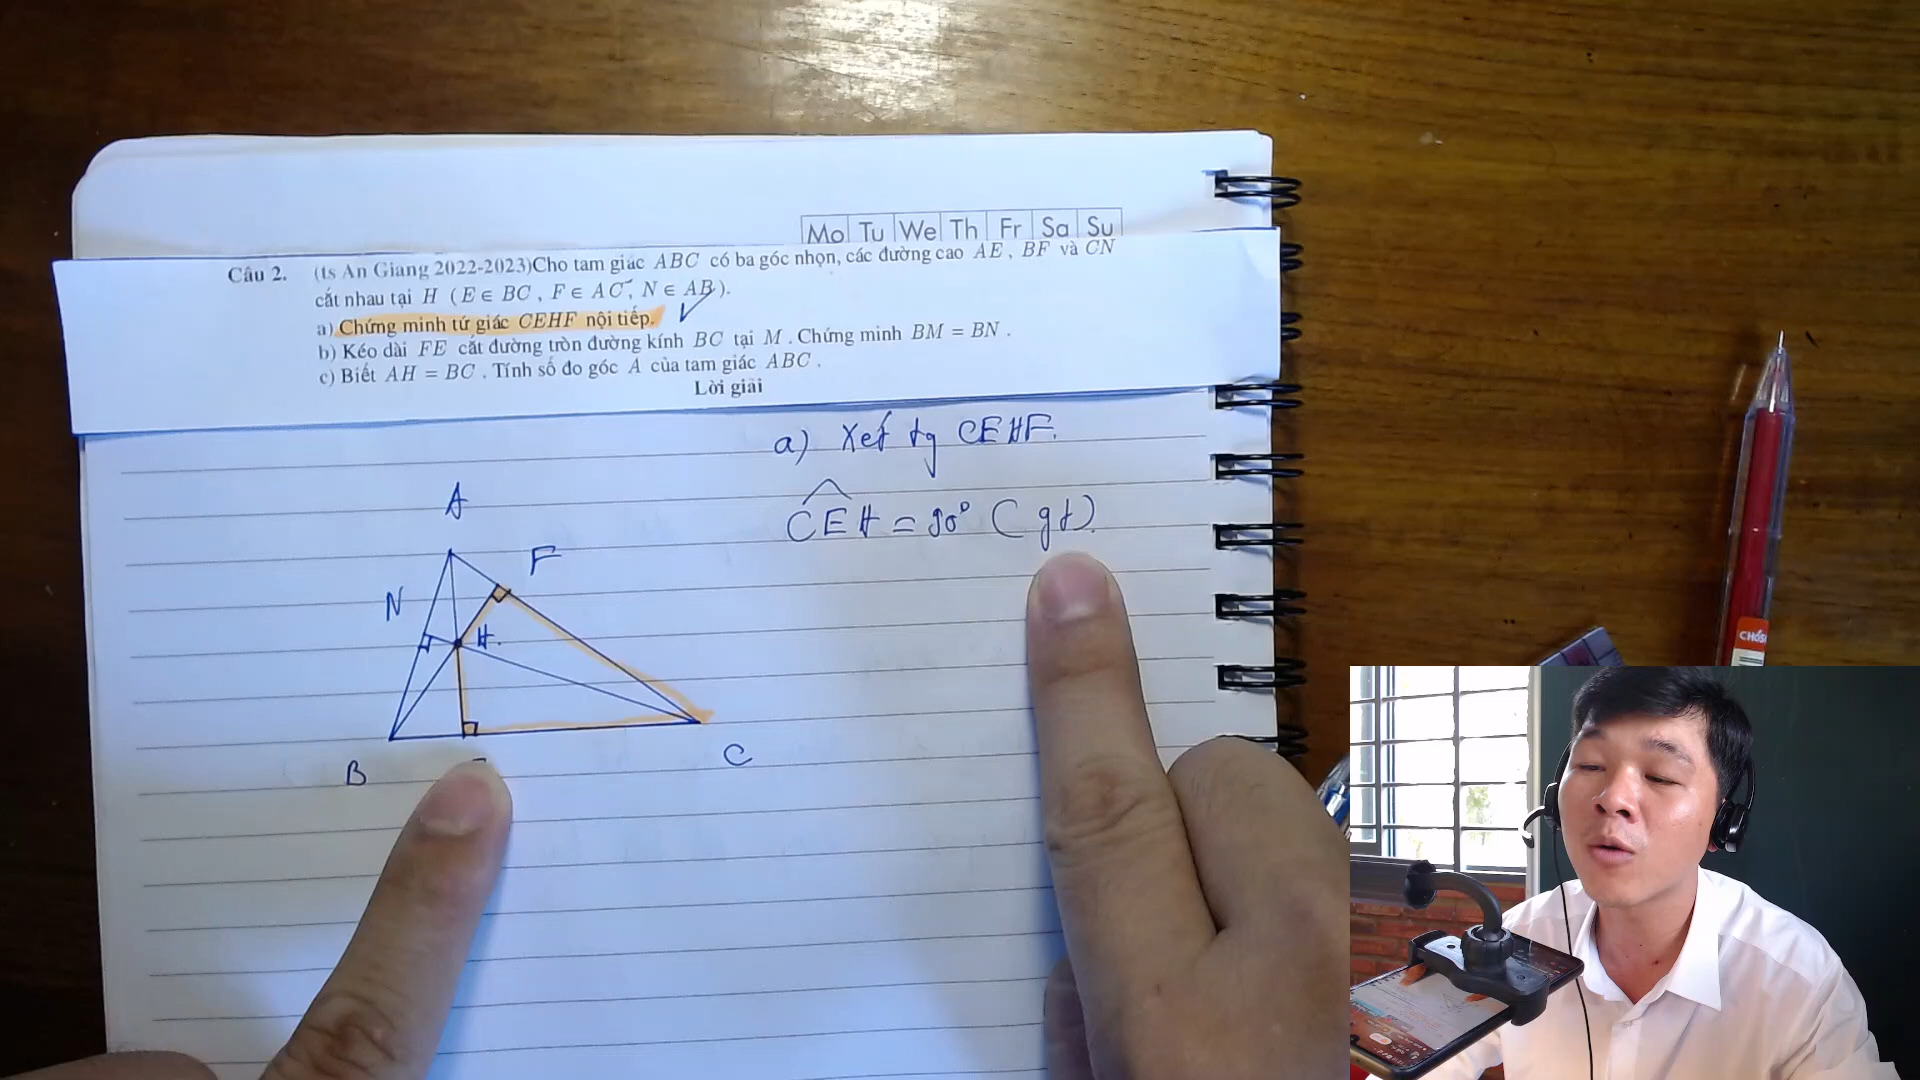 Mo Tu We Th Fr Sa Su
Câu 2. (ts An Giang 2022-2023)Cho tam giác ABC có ba góc nhọn, các đường cao AE , BF và CN
cắt nhau tại H ( E ∈ BC , F ∈ AC , N ∈ AB ).
a) Chứng minh tứ giác CEHF nội tiếp.
b) Kéo dài FE cắt đường tròn đường kính BC tại M . Chứng minh BM = BN .
c) Biết AH = BC . Tính số đo góc A của tam giác ABC .
Lời giải
a) Xét tg CEHF.
CEH = 90° ( gt).
A
F
N
H.
B
C
CHOS